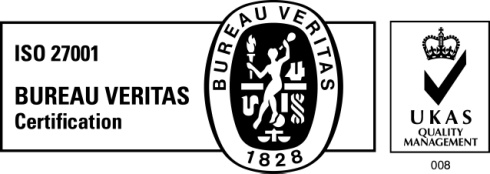 ISO 27001
BUREAU VERITAS
Certification
BUREAU VERITAS
1828
UKAS
QUALITY
MANAGEMENT
008